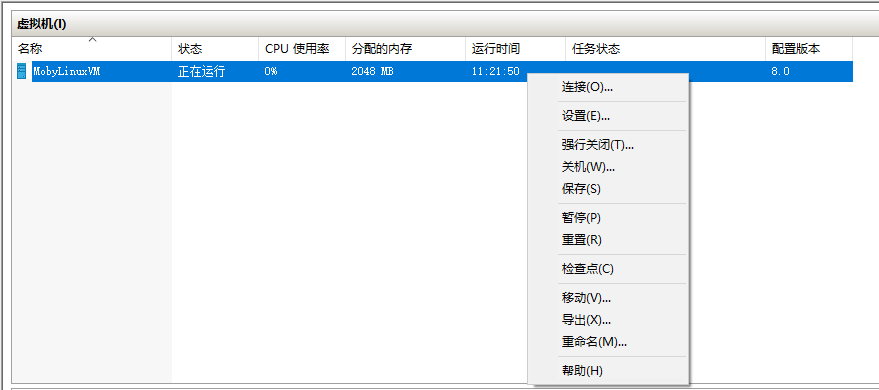 虚拟机(I)
名称 状态 CPU 使用率 分配的内存 运行时间 任务状态 配置版本
MobyLinuxVM 正在运行 0% 2048 MB 11:21:50 8.0
连接(O)...
设置(E)...
强行关闭(T)...
关机(W)...
保存(S)
暂停(P)
重置(R)
检查点(C)
移动(V)...
导出(X)...
重命名(M)...
帮助(H)